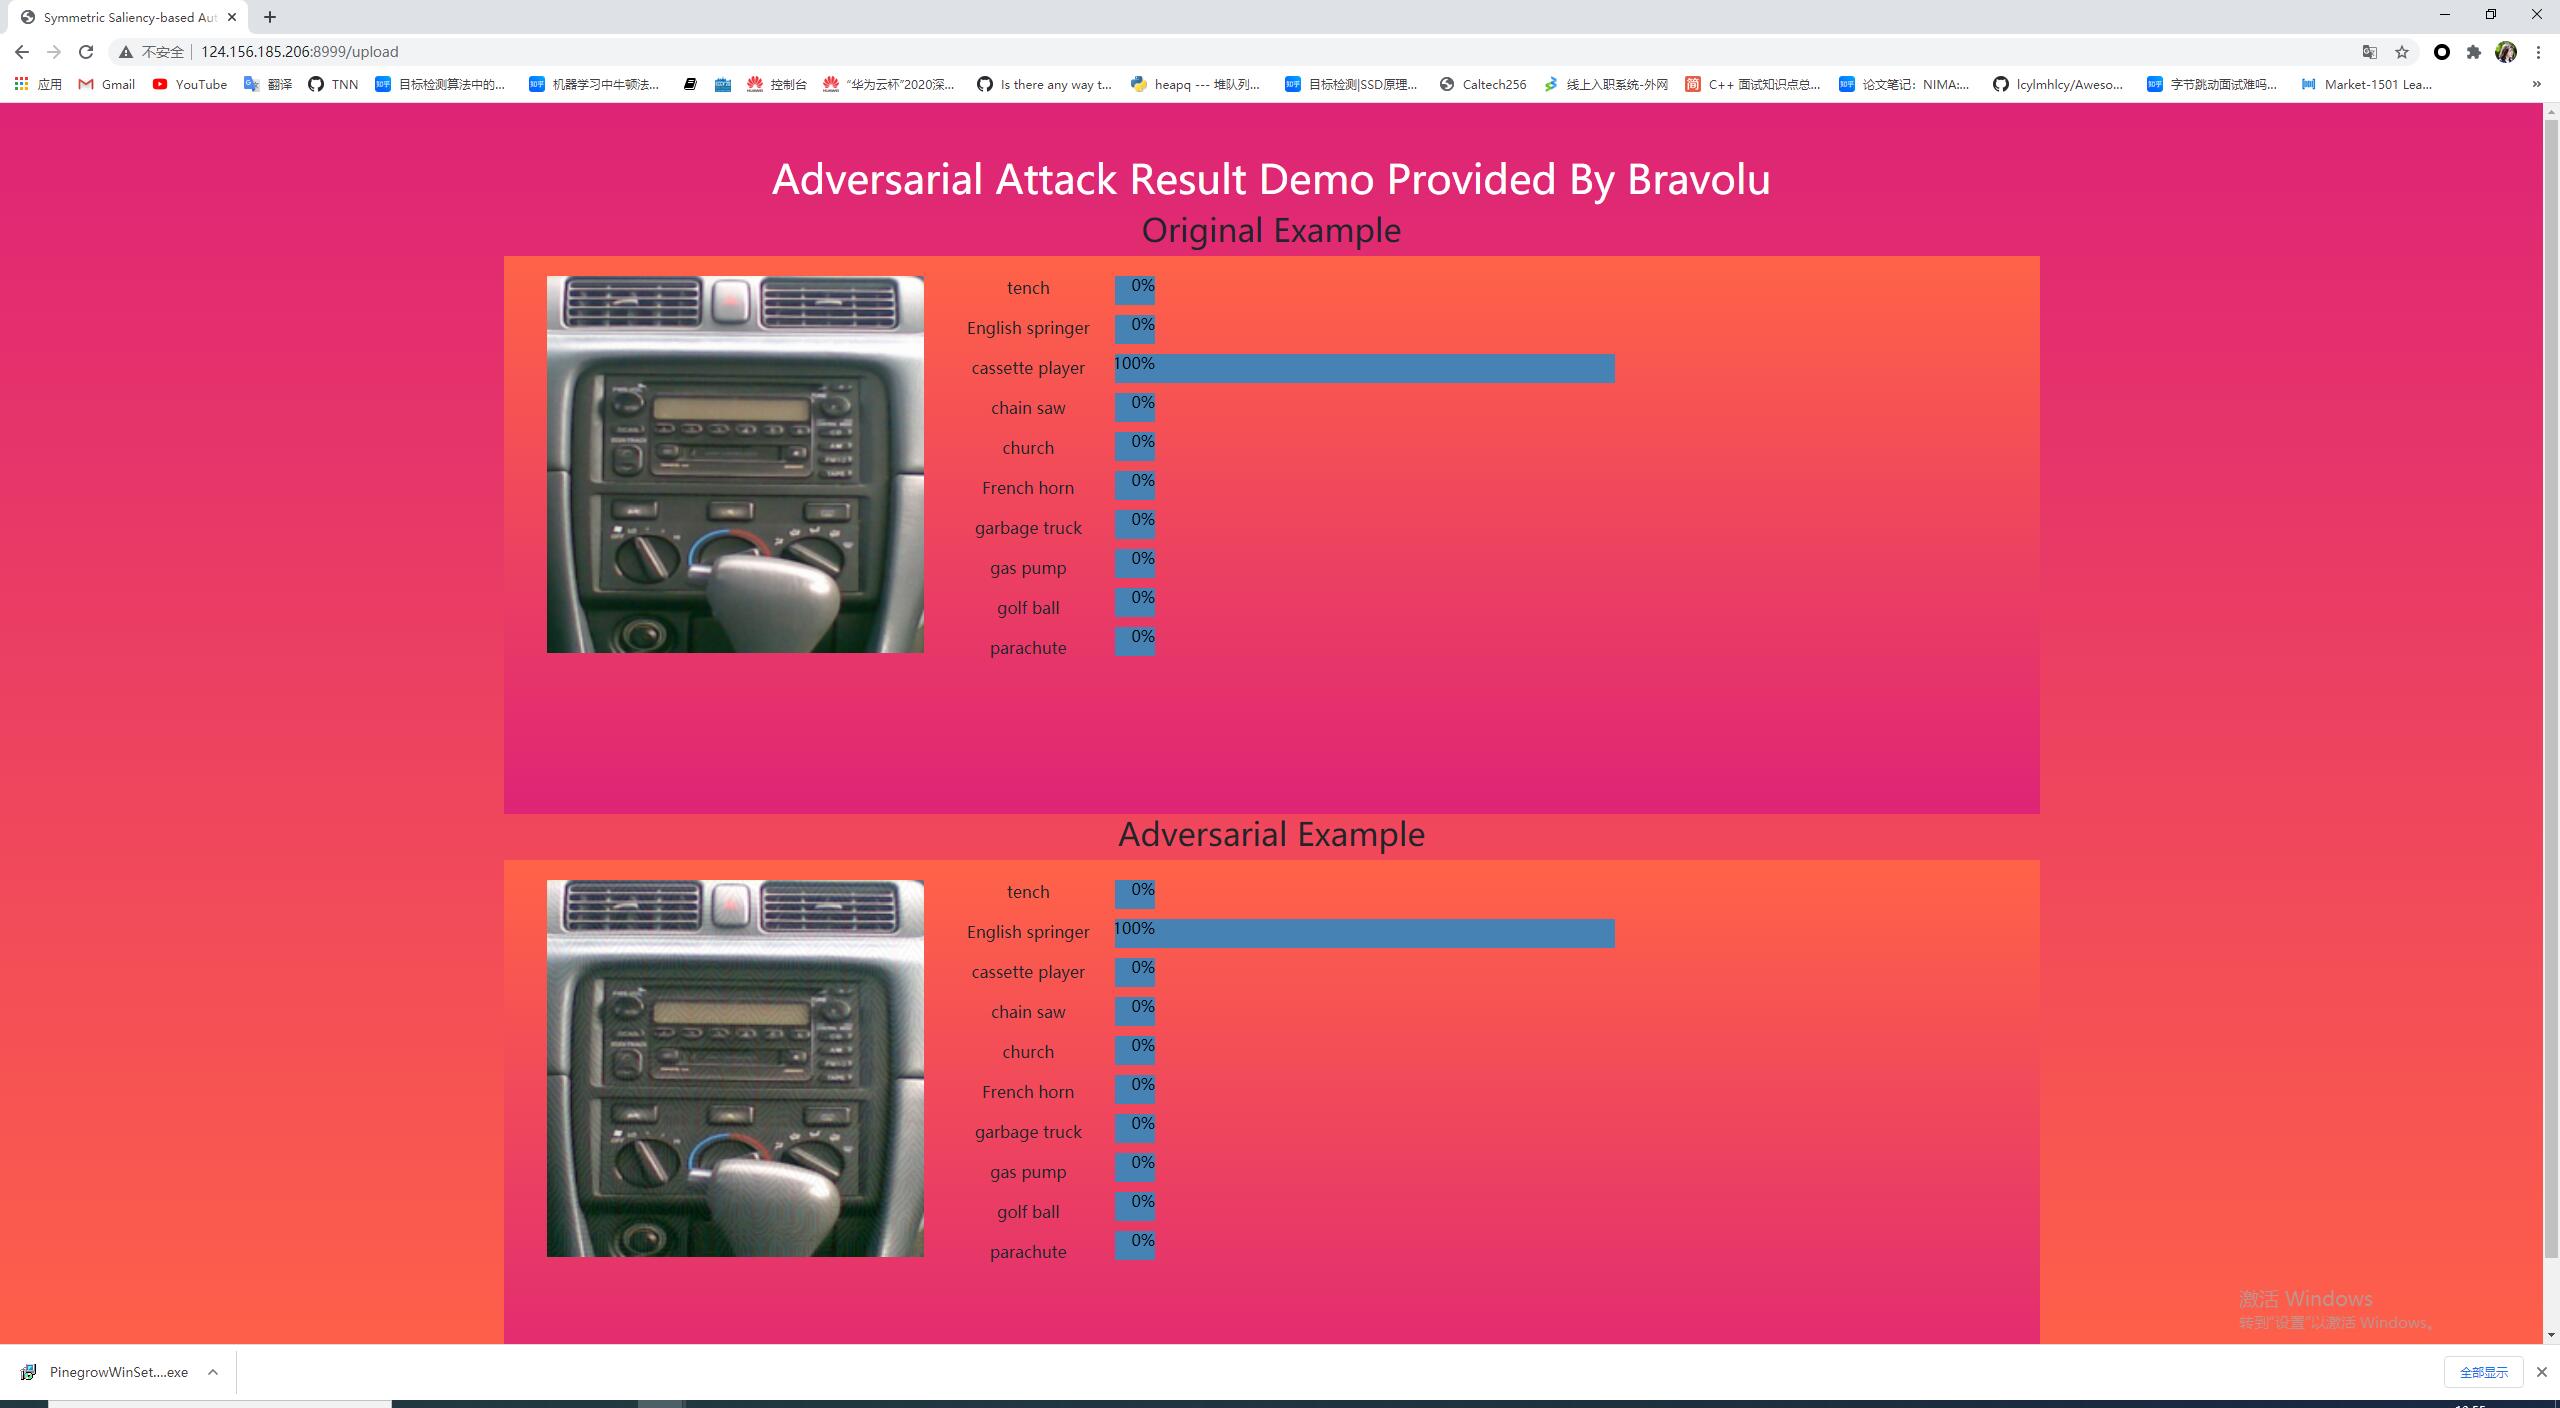 Symmetric Saliency-based Aut
不安全 124.156.185.206:8999/upload
应用 Gmail YouTube 翻译 TNN 目标检测算法中的... 机器学习中牛顿法... 控制台 “华为云杯”2020深... Is there any way t... heapq --- 堆队列... 目标检测|SSD原理... Caltech256 线上入职系统-外网 C++ 面试知识点总... 论文笔记：NIMA:... lcylmhlcy/Aweso... 字节跳动面试难吗... Market-1501 Lea... »
Adversarial Attack Result Demo Provided By Bravolu
Original Example
tench 0%
English springer 0%
cassette player 100%
chain saw 0%
church 0%
French horn 0%
garbage truck 0%
gas pump 0%
golf ball 0%
parachute 0%
Adversarial Example
tench 0%
English springer 100%
cassette player 0%
chain saw 0%
church 0%
French horn 0%
garbage truck 0%
gas pump 0%
golf ball 0%
parachute 0%
激活 Windows
转到“设置”以激活 Windows。
PinegrowWinSet....exe 全部显示